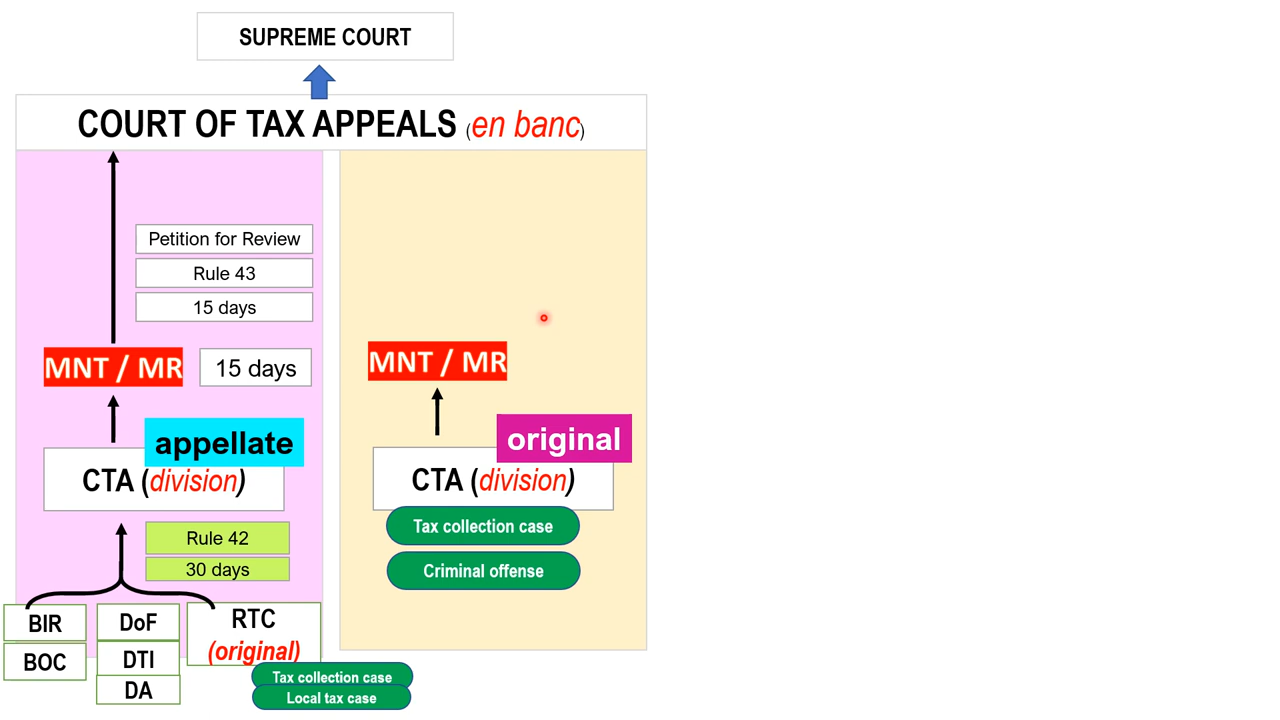 SUPREME COURT
COURT OF TAX APPEALS (en banc)
Petition for Review
Rule 43
15 days
MNT / MR
15 days
appellate
CTA (division)
Rule 42
30 days
BIR
DoF
RTC
(original)
BOC
DTI
DA
Tax collection case
Local tax case
MNT / MR
original
CTA (division)
Tax collection case
Criminal offense